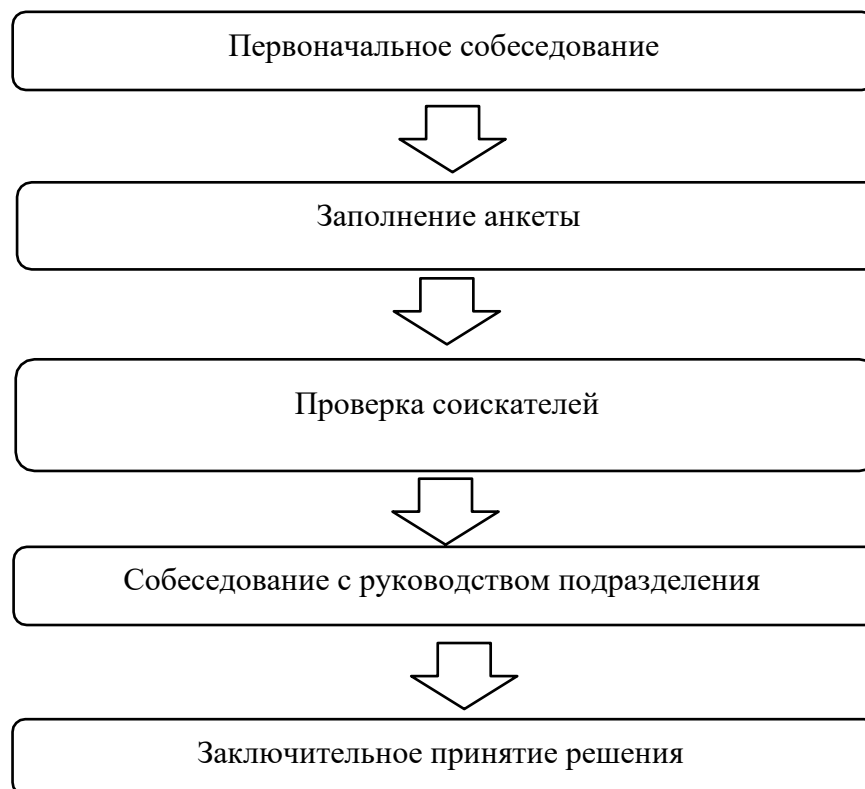 Первоначальное собеседование
Заполнение анкеты
Проверка соискателей
Собеседование с руководством подразделения
Заключительное принятие решения